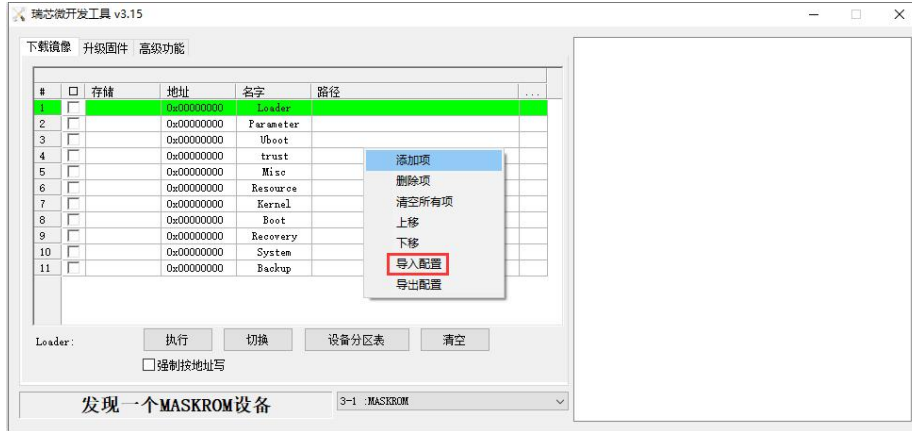 瑞芯微开发工具 v3.15
下载镜像 升级固件 高级功能
# 存储 地址 名字 路径 ...
1 0x00000000 Loader
2 0x00000000 Parameter
3 0x00000000 Uboot
4 0x00000000 trust
5 0x00000000 Misc
6 0x00000000 Resource
7 0x00000000 Kernel
8 0x00000000 Boot
9 0x00000000 Recovery
10 0x00000000 System
11 0x00000000 Backup
添加项
删除项
清空所有项
上移
下移
导入配置
导出配置
Loader: 执行 切换 设备分区表 清空
强制按地址写
发现一个MASKROM设备 3-1 :MASKROM